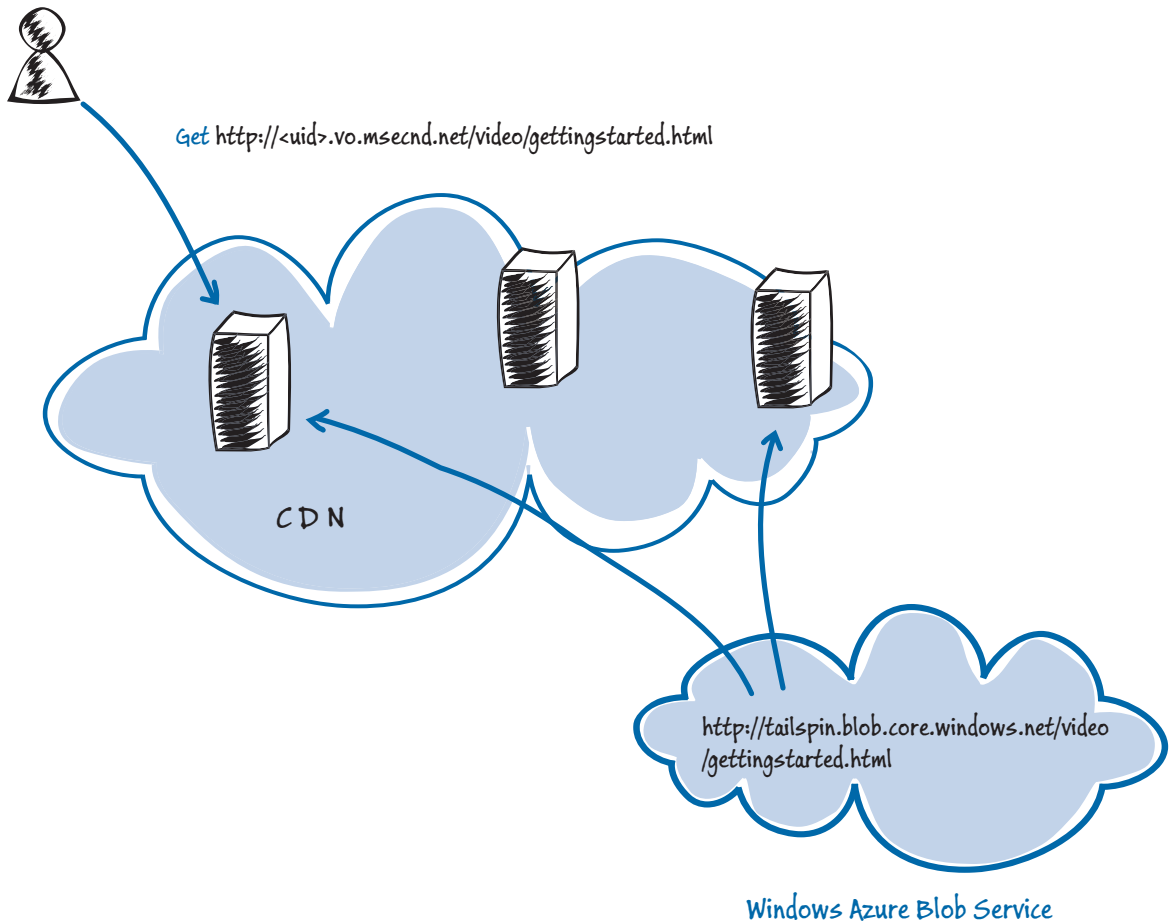 Get http://<uid>.vo.msecnd.net/video/gettingstarted.html
CDN
http://tailspin.blob.core.windows.net/video
/gettingstarted.html
Windows Azure Blob Service